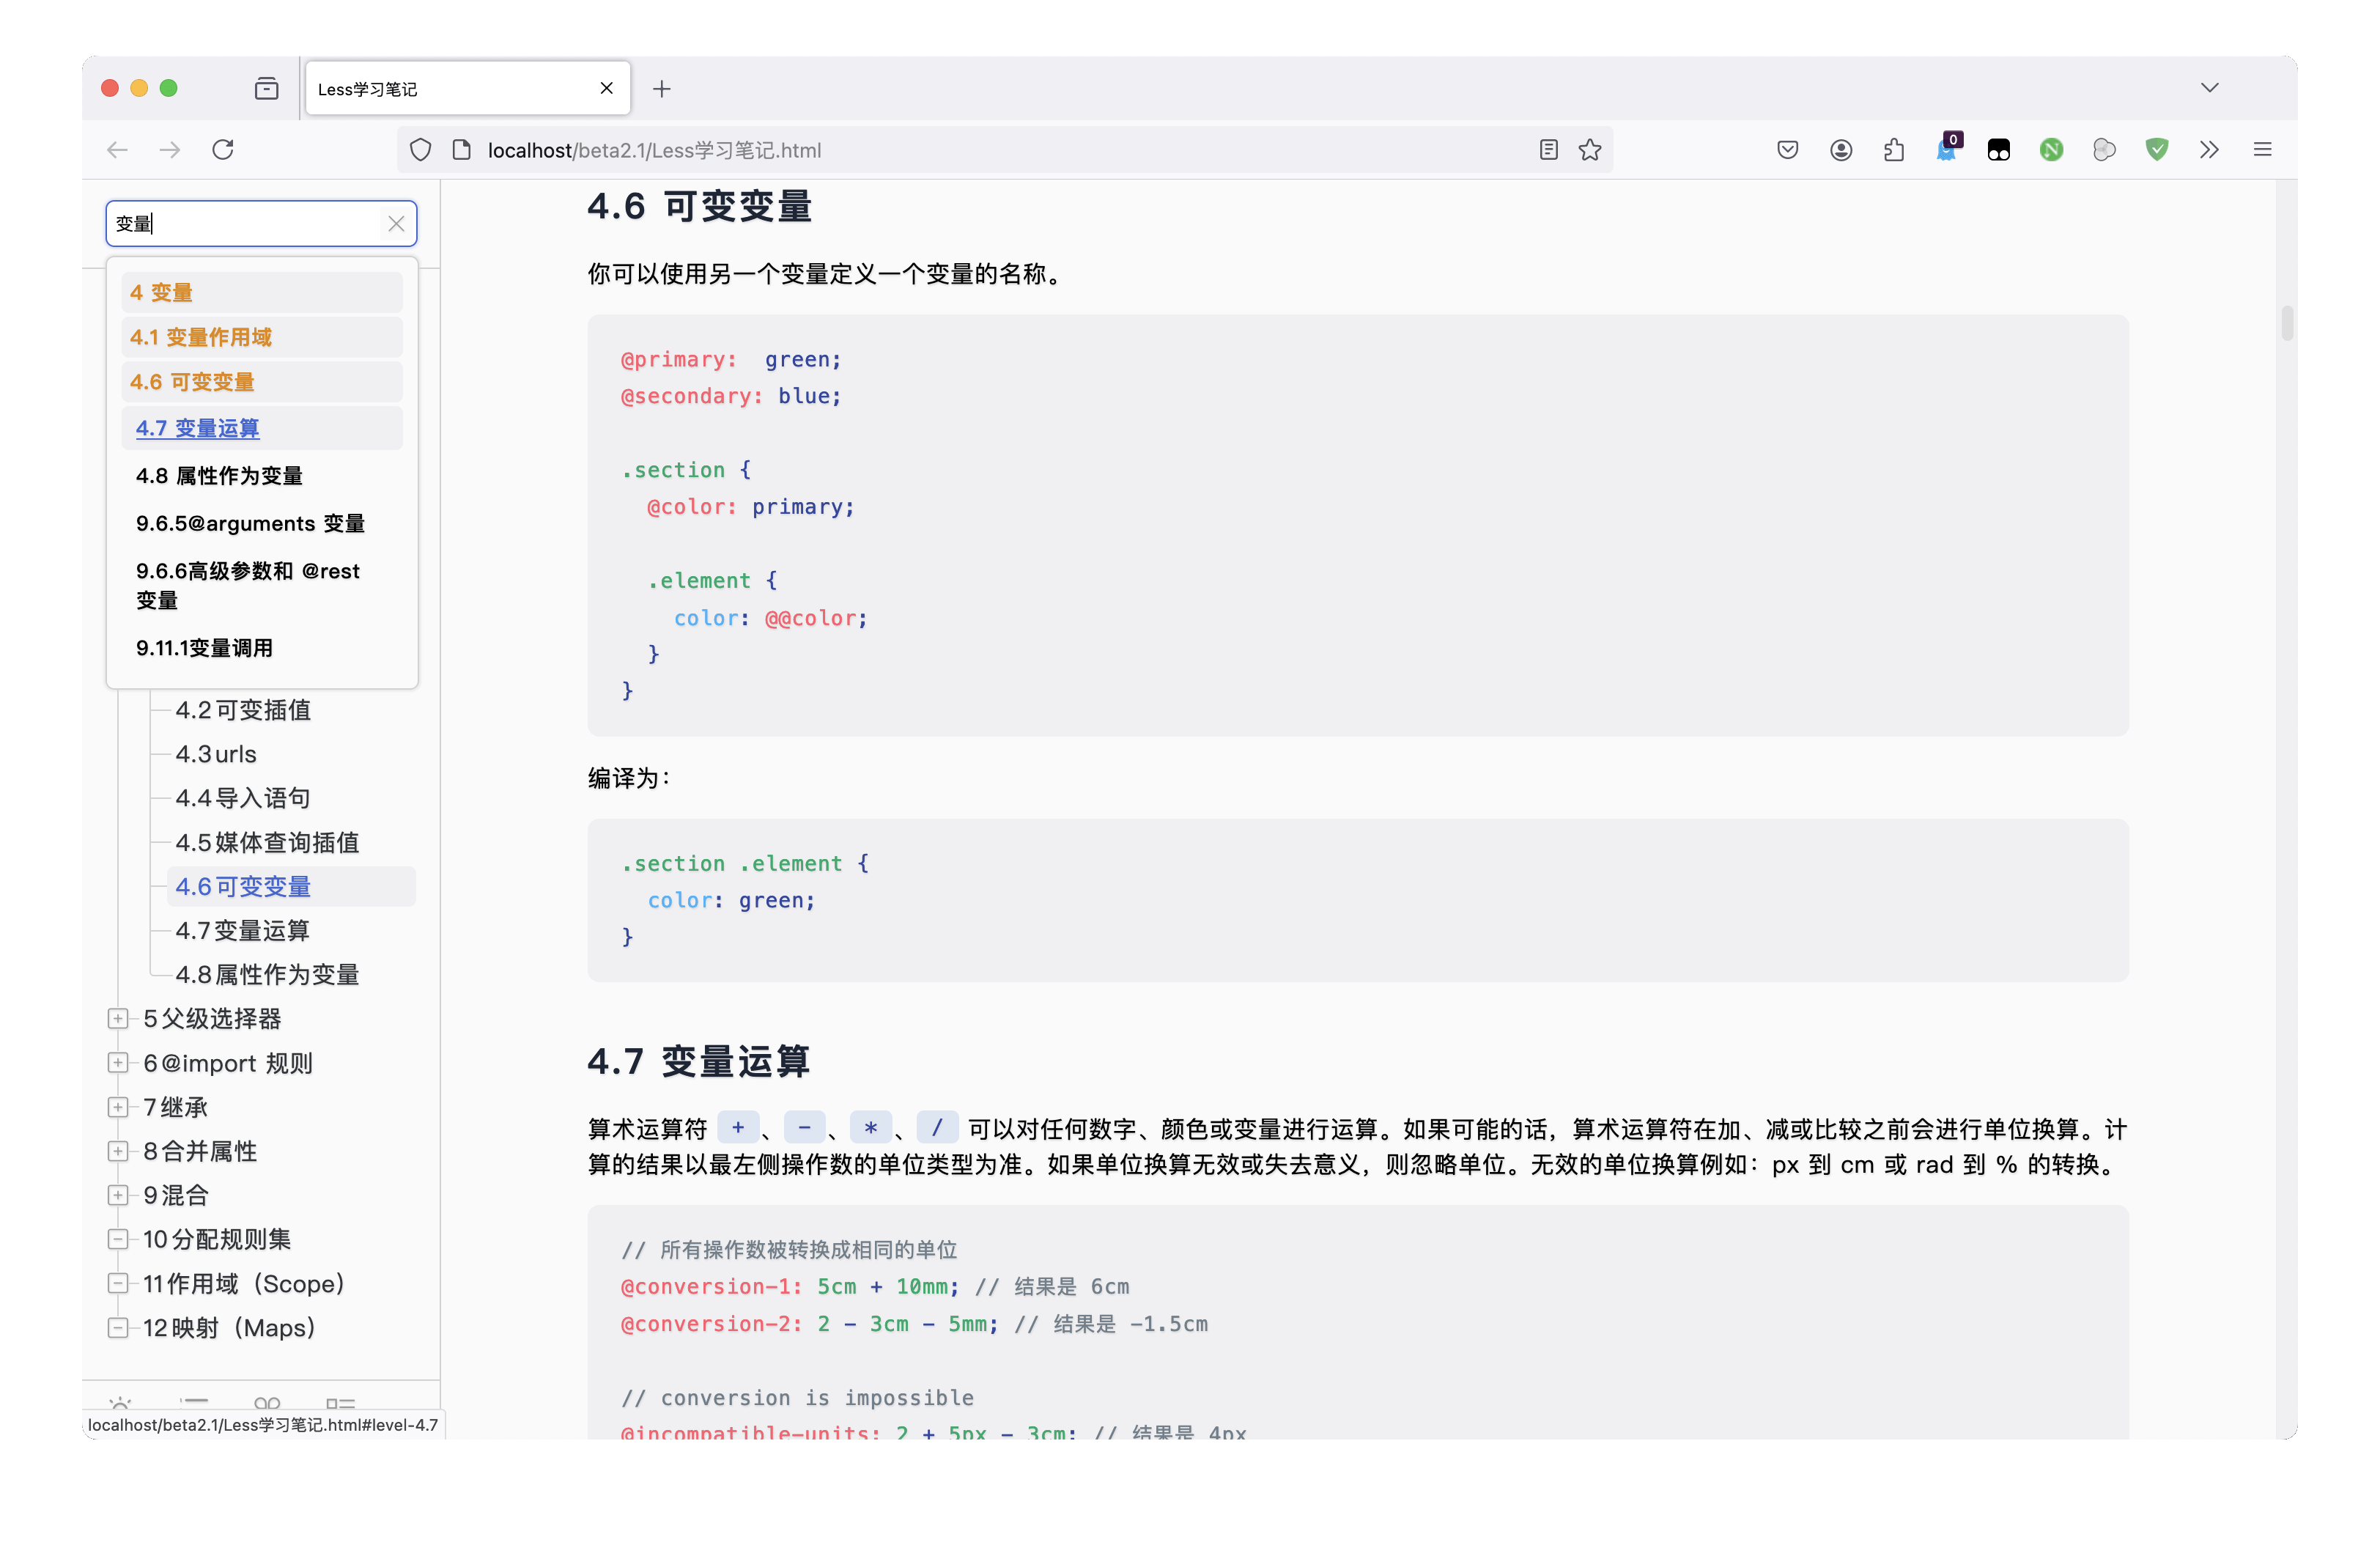 Less学习笔记
localhost/beta2.1/Less学习笔记.html
0
变量
4 变量
4.1 变量作用域
4.6 可变变量
4.7 变量运算
4.8 属性作为变量
9.6.5@arguments 变量
9.6.6高级参数和 @rest
变量
9.11.1变量调用
4.2可变插值
4.3urls
4.4导入语句
4.5媒体查询插值
4.6可变变量
4.7变量运算
4.8属性作为变量
5父级选择器
6@import 规则
7继承
8合并属性
9混合
10分配规则集
11作用域（Scope）
12映射（Maps）
localhost/beta2.1/Less学习笔记.html#level-4.7
4.6 可变变量
你可以使用另一个变量定义一个变量的名称。
@primary:  green;
@secondary: blue;
.section {
  @color: primary;
  .element {
    color: @@color;
  }
}
编译为：
.section .element {
  color: green;
}
4.7 变量运算
算术运算符 + 、 - 、 * 、 / 可以对任何数字、颜色或变量进行运算。如果可能的话，算术运算符在加、减或比较之前会进行单位换算。计
算的结果以最左侧操作数的单位类型为准。如果单位换算无效或失去意义，则忽略单位。无效的单位换算例如：px 到 cm 或 rad 到 % 的转换。
// 所有操作数被转换成相同的单位
@conversion-1: 5cm + 10mm; // 结果是 6cm
@conversion-2: 2 - 3cm - 5mm; // 结果是 -1.5cm
// conversion is impossible
@incompatible-units: 2 + 5px - 3cm; // 结果是 4px